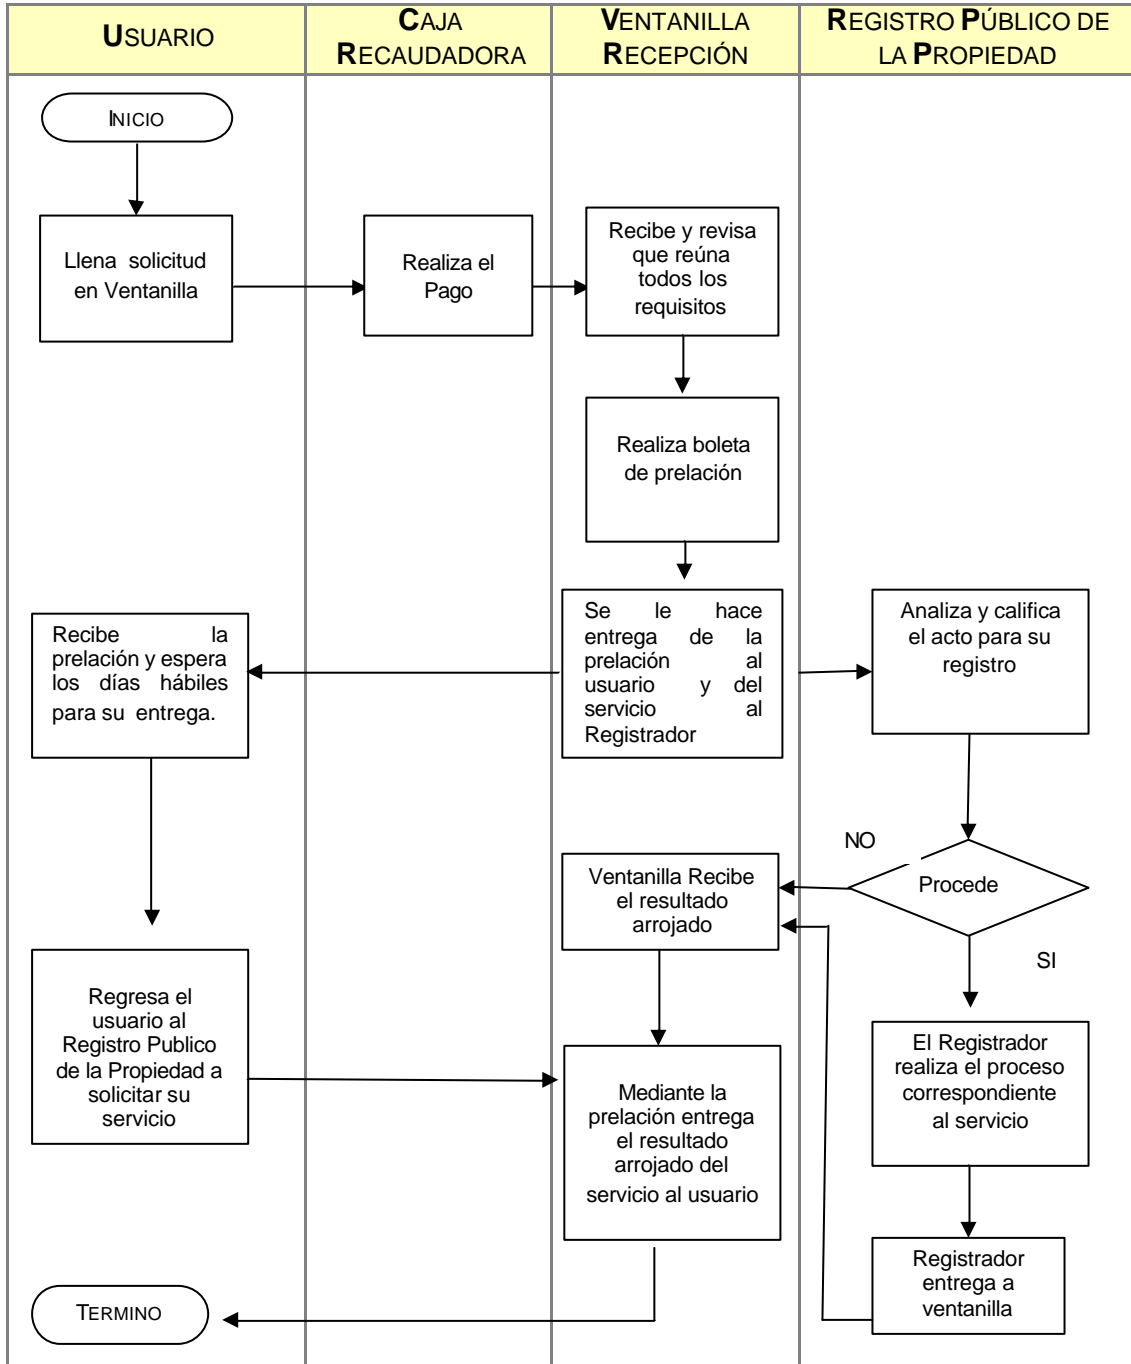 USUARIO
CAJA
RECAUDADORA
VENTANILLA
RECEPCIÓN
REGISTRO PÚBLICO DE
LA PROPIEDAD
INICIO
Llena solicitud
en Ventanilla
Realiza el
Pago
Recibe y revisa
que reúna
todos los
requisitos
Realiza boleta
de prelación
Se le hace
entrega de la
prelación al
usuario y del
servicio al
Registrador
Recibe la
prelación y espera
los días hábiles
para su entrega.
Analiza y califica
el acto para su
registro
NO
Procede
SI
Ventanilla Recibe
el resultado
arrojado
Regresa el
usuario al
Registro Publico
de la Propiedad a
solicitar su
servicio
Mediante la
prelación entrega
el resultado
arrojado del
servicio al usuario
El Registrador
realiza el proceso
correspondiente
al servicio
Registrador
entrega a
ventanilla
TERMINO